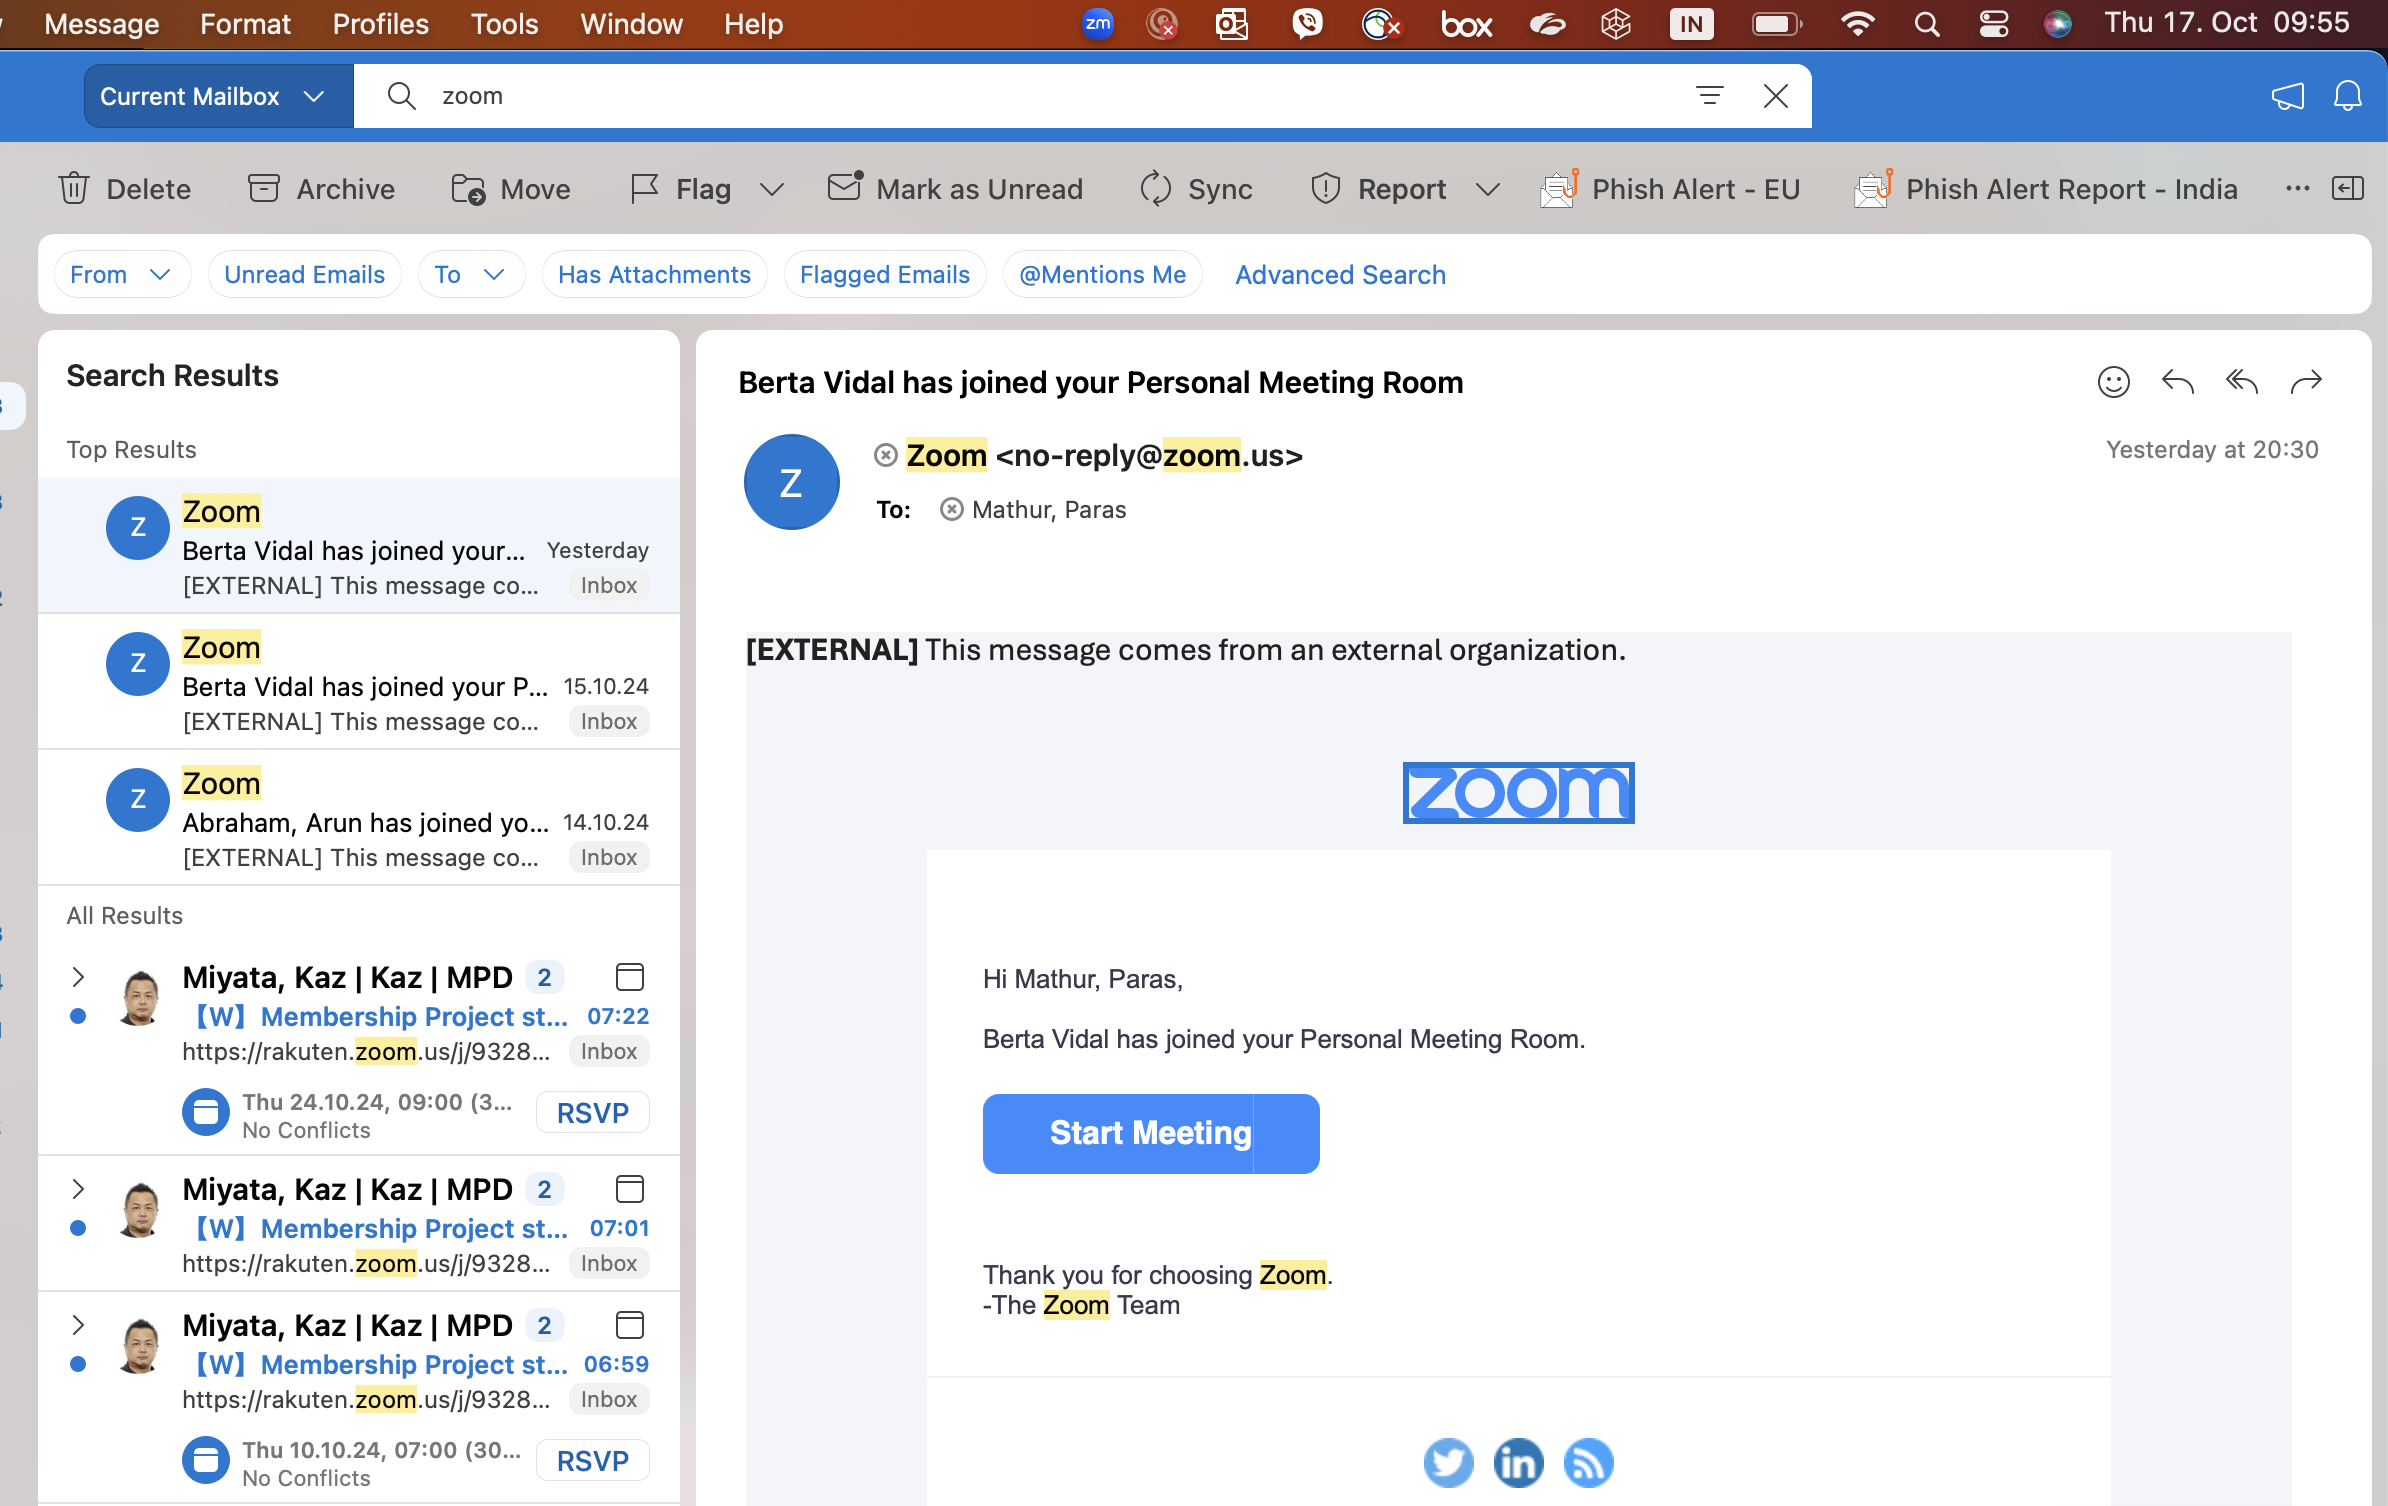 Message Format Profiles Tools Window Help zm box IN Thu 17. Oct 09:55
Current Mailbox zoom
Delete Archive Move Flag Mark as Unread Sync Report Phish Alert - EU Phish Alert Report - India
From Unread Emails To Has Attachments Flagged Emails @Mentions Me Advanced Search
Search Results
Top Results
Z Zoom
Berta Vidal has joined your... Yesterday
[EXTERNAL] This message co... Inbox
Z Zoom
Berta Vidal has joined your P... 15.10.24
[EXTERNAL] This message co... Inbox
Z Zoom
Abraham, Arun has joined yo... 14.10.24
[EXTERNAL] This message co... Inbox
All Results
Miyata, Kaz | Kaz | MPD 2
【W】Membership Project st... 07:22
https://rakuten.zoom.us/j/9328... Inbox
Thu 24.10.24, 09:00 (3... RSVP
No Conflicts
Miyata, Kaz | Kaz | MPD 2
【W】Membership Project st... 07:01
https://rakuten.zoom.us/j/9328... Inbox
Miyata, Kaz | Kaz | MPD 2
【W】Membership Project st... 06:59
https://rakuten.zoom.us/j/9328... Inbox
Thu 10.10.24, 07:00 (30... RSVP
No Conflicts
Berta Vidal has joined your Personal Meeting Room
Z Zoom <no-reply@zoom.us>
Yesterday at 20:30
To: Mathur, Paras
[EXTERNAL] This message comes from an external organization.
zoom
Hi Mathur, Paras,
Berta Vidal has joined your Personal Meeting Room.
Start Meeting
Thank you for choosing Zoom.
-The Zoom Team
in